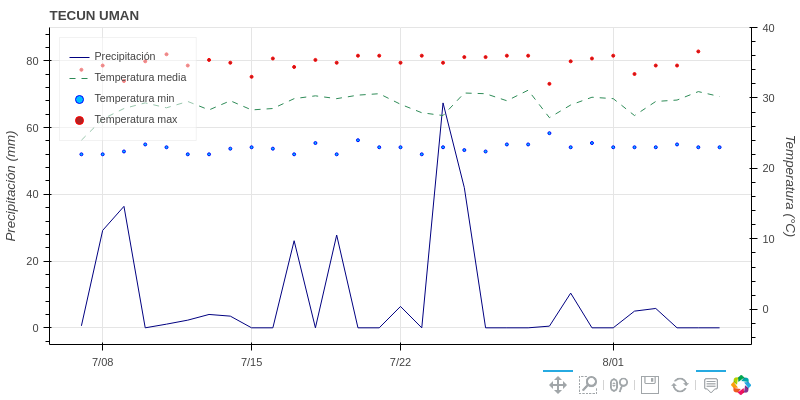 TECUN UMAN
Precipitación
Temperatura media
Temperatura min
Temperatura max
Precipitación (mm)
80
60
40
20
0
Temperatura (°C)
40
30
20
10
0
7/08
7/15
7/22
8/01